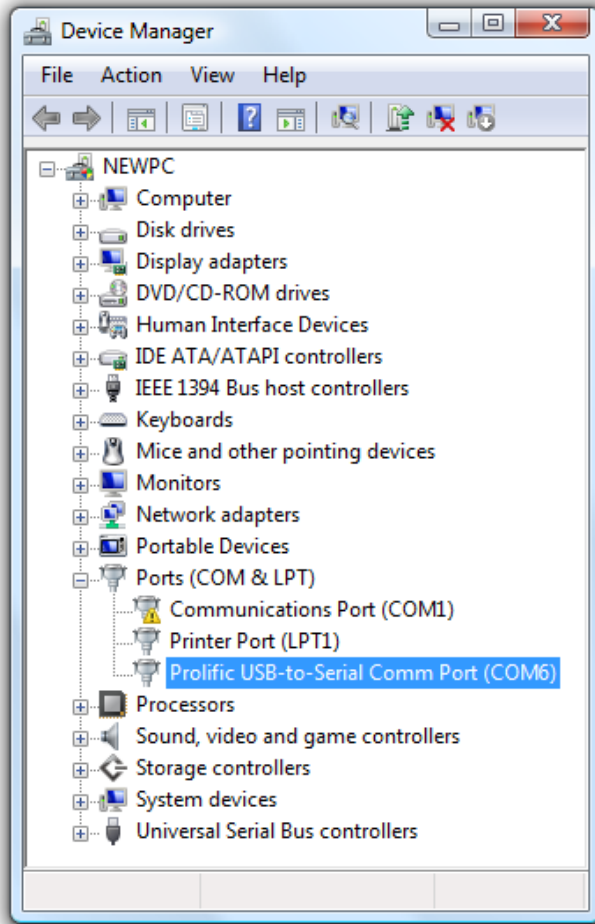 Device Manager
File Action View Help
NEWPC
Computer
Disk drives
Display adapters
DVD/CD-ROM drives
Human Interface Devices
IDE ATA/ATAPI controllers
IEEE 1394 Bus host controllers
Keyboards
Mice and other pointing devices
Monitors
Network adapters
Portable Devices
Ports (COM & LPT)
Communications Port (COM1)
Printer Port (LPT1)
Prolific USB-to-Serial Comm Port (COM6)
Processors
Sound, video and game controllers
Storage controllers
System devices
Universal Serial Bus controllers